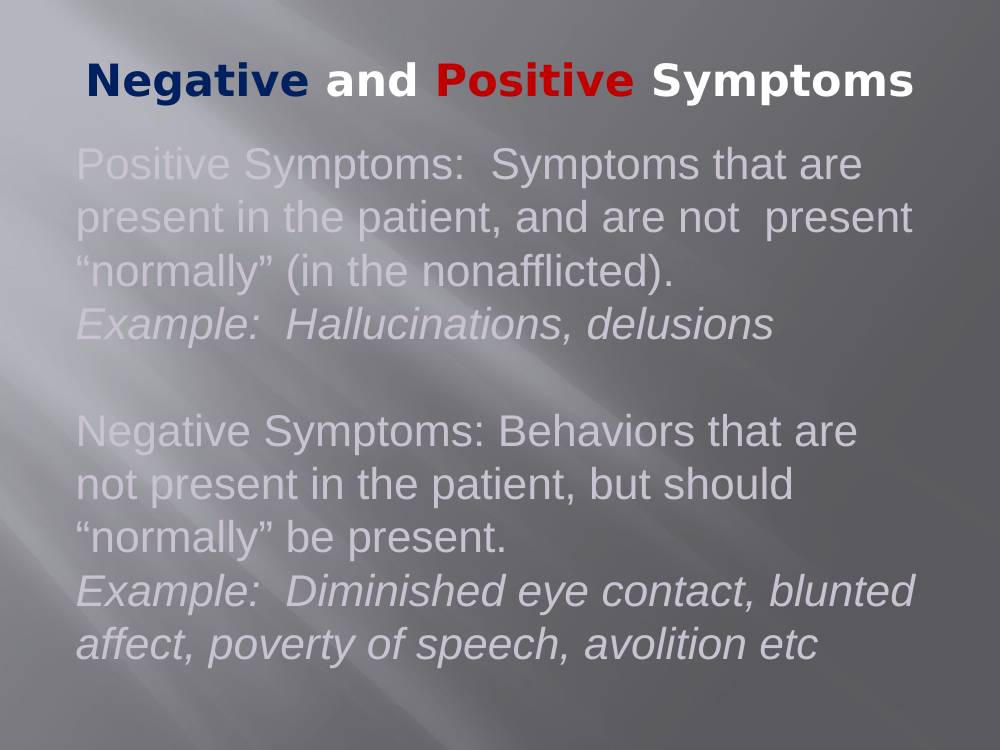 Negative and Positive Symptoms
Positive Symptoms:  Symptoms that are
present in the patient, and are not  present
“normally” (in the nonafflicted).
Example:  Hallucinations, delusions
Negative Symptoms: Behaviors that are
not present in the patient, but should
“normally” be present.
Example:  Diminished eye contact, blunted
affect, poverty of speech, avolition etc